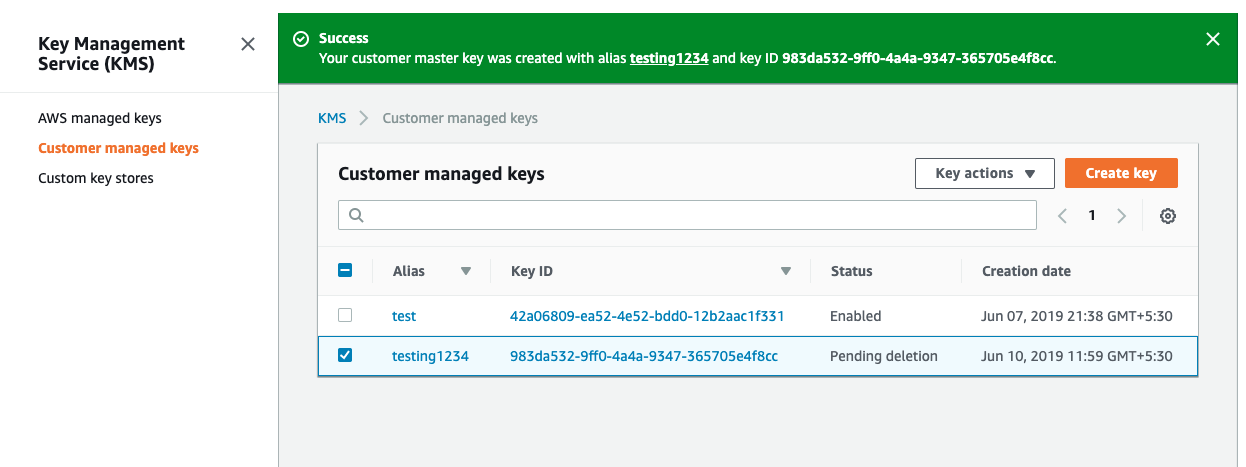 Key Management
Service (KMS)
AWS managed keys
Customer managed keys
Custom key stores
Success
Your customer master key was created with alias testing1234 and key ID 983da532-9ff0-4a4a-9347-365705e4f8cc.
KMS Customer managed keys
Customer managed keys Key actions Create key
1
Alias Key ID Status Creation date
test 42a06809-ea52-4e52-bdd0-12b2aac1f331 Enabled Jun 07, 2019 21:38 GMT+5:30
testing1234 983da532-9ff0-4a4a-9347-365705e4f8cc Pending deletion Jun 10, 2019 11:59 GMT+5:30